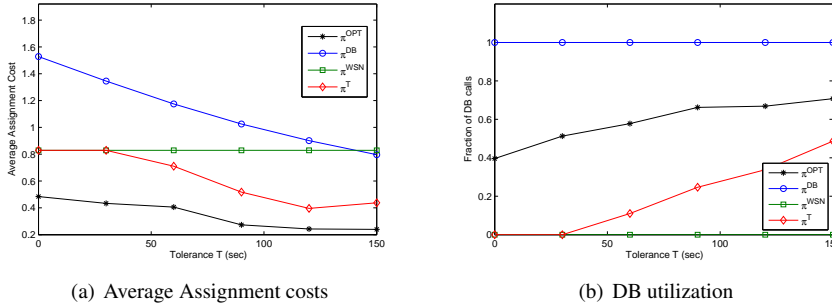 1.8
1.6
1.4
1.2
1
0.8
0.6
0.4
0.2
0
50
100
150
Average Assignment Cost
Tolerance T (sec)
π^OPT
π^DB
π^WSN
π^T
(a) Average Assignment costs
1
0.8
0.6
0.4
0.2
0
0
50
100
150
Fraction of DB calls
Tolerance T (sec)
π^OPT
π^DB
π^WSN
π^T
(b) DB utilization